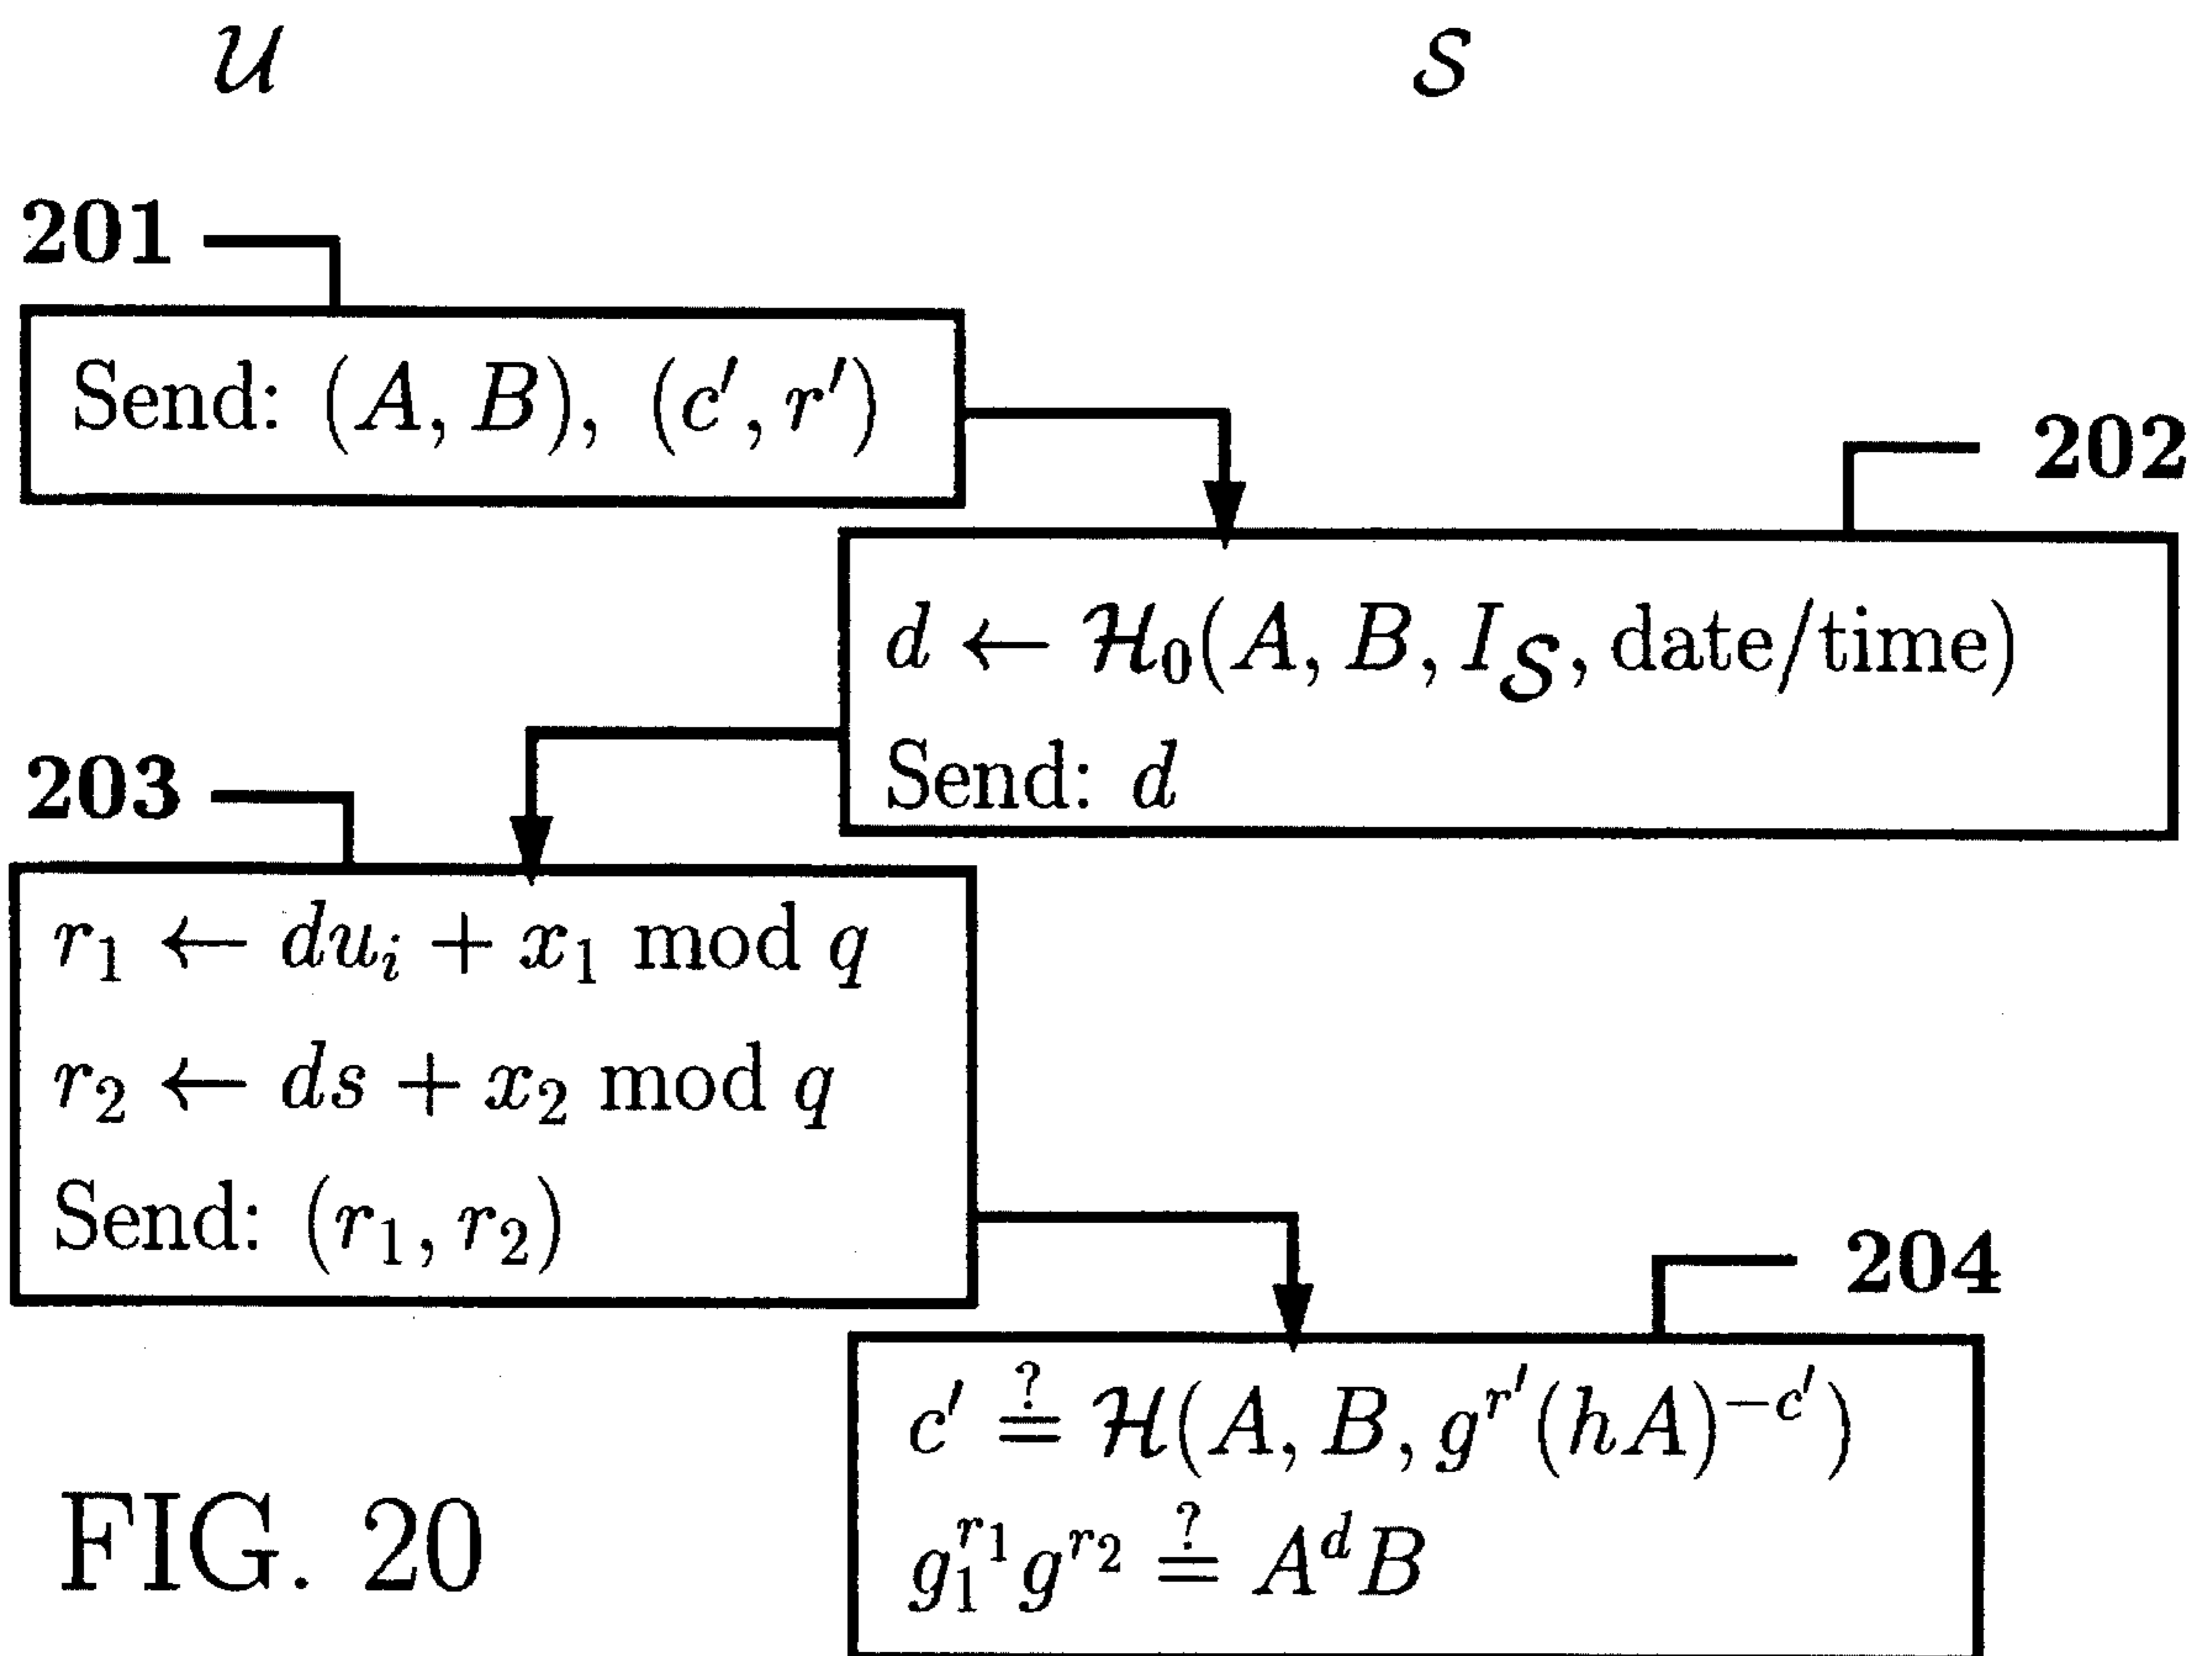 𝒰 𝒮
201
Send: (A, B), (c′, r′)
202
d ← ℋ₀(A, B, I_𝒮, date/time)
Send: d
203
r₁ ← duᵢ + x₁ mod q
r₂ ← ds + x₂ mod q
Send: (r₁, r₂)
204
c′ ≟ ℋ(A, B, g^{r′}(hA)^{−c′})
g₁^{r₁}g^{r₂} ≟ A^d B
FIG. 20